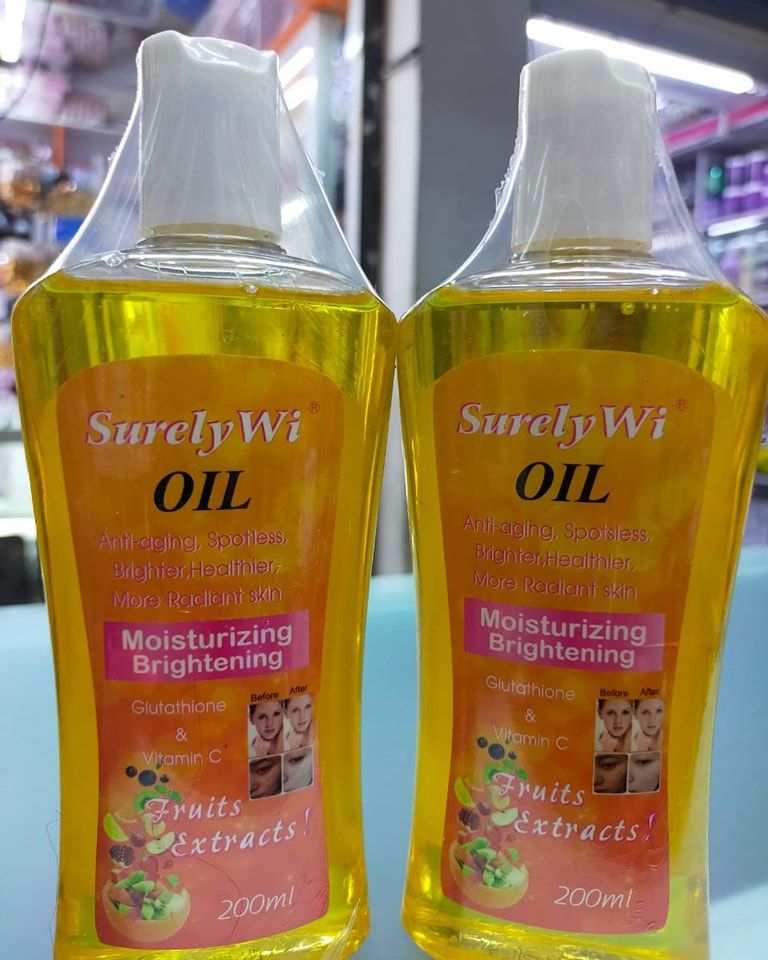 SurelyWi®
OIL
Anti-aging, Spotless,
Brighter,Healthier,
More Radiant skin
Moisturizing
Brightening
Glutathione
&
Vitamin C
Before After
Fruits
Extracts!
200ml
SurelyWi®
OIL
Anti-aging, Spotsless,
Brighter,Healthier,
More Radiant skin
Moisturizing
Brightening
Glutathione
&
Vitamin C
Before After
Fruits
Extracts!
200ml